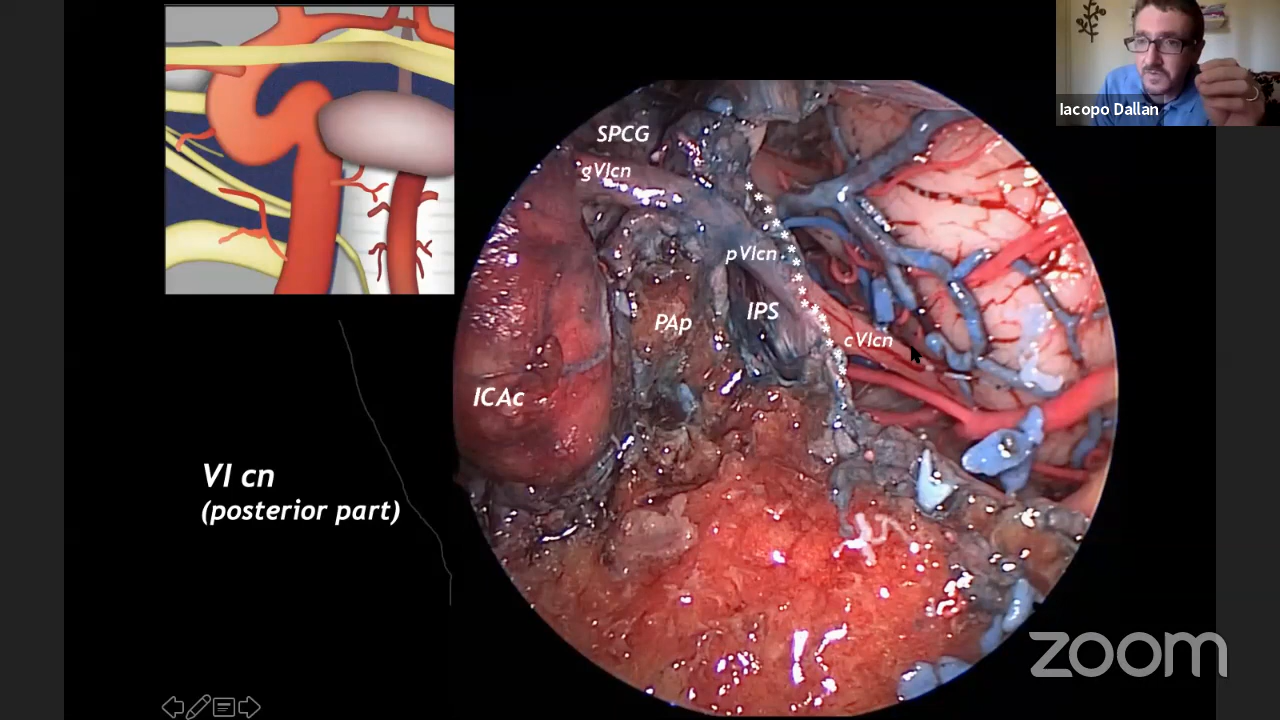 Iacopo Dallan
SPCG
gVIcn
pVIcn
IPS
PAp
cVIcn
ICAc
VI cn
(posterior part)
zoom